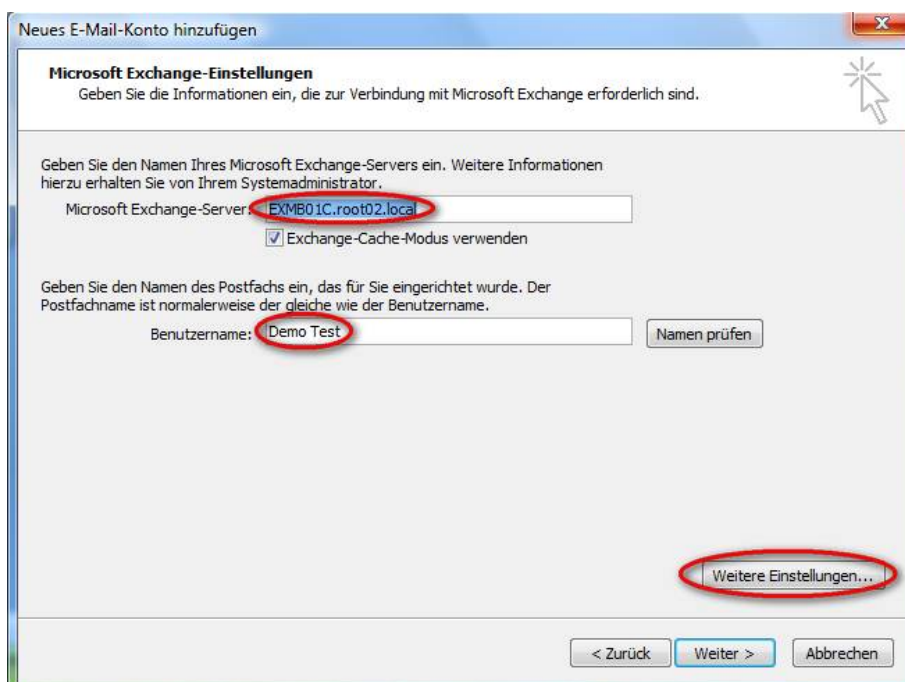 Neues E-Mail-Konto hinzufügen
Microsoft Exchange-Einstellungen
Geben Sie die Informationen ein, die zur Verbindung mit Microsoft Exchange erforderlich sind.
Geben Sie den Namen Ihres Microsoft Exchange-Servers ein. Weitere Informationen
hierzu erhalten Sie von Ihrem Systemadministrator.
Microsoft Exchange-Server: EXMB01C.root02.local
Exchange-Cache-Modus verwenden
Geben Sie den Namen des Postfachs ein, das für Sie eingerichtet wurde. Der
Postfachname ist normalerweise der gleiche wie der Benutzername.
Benutzername: Demo Test Namen prüfen
Weitere Einstellungen...
< Zurück Weiter > Abbrechen